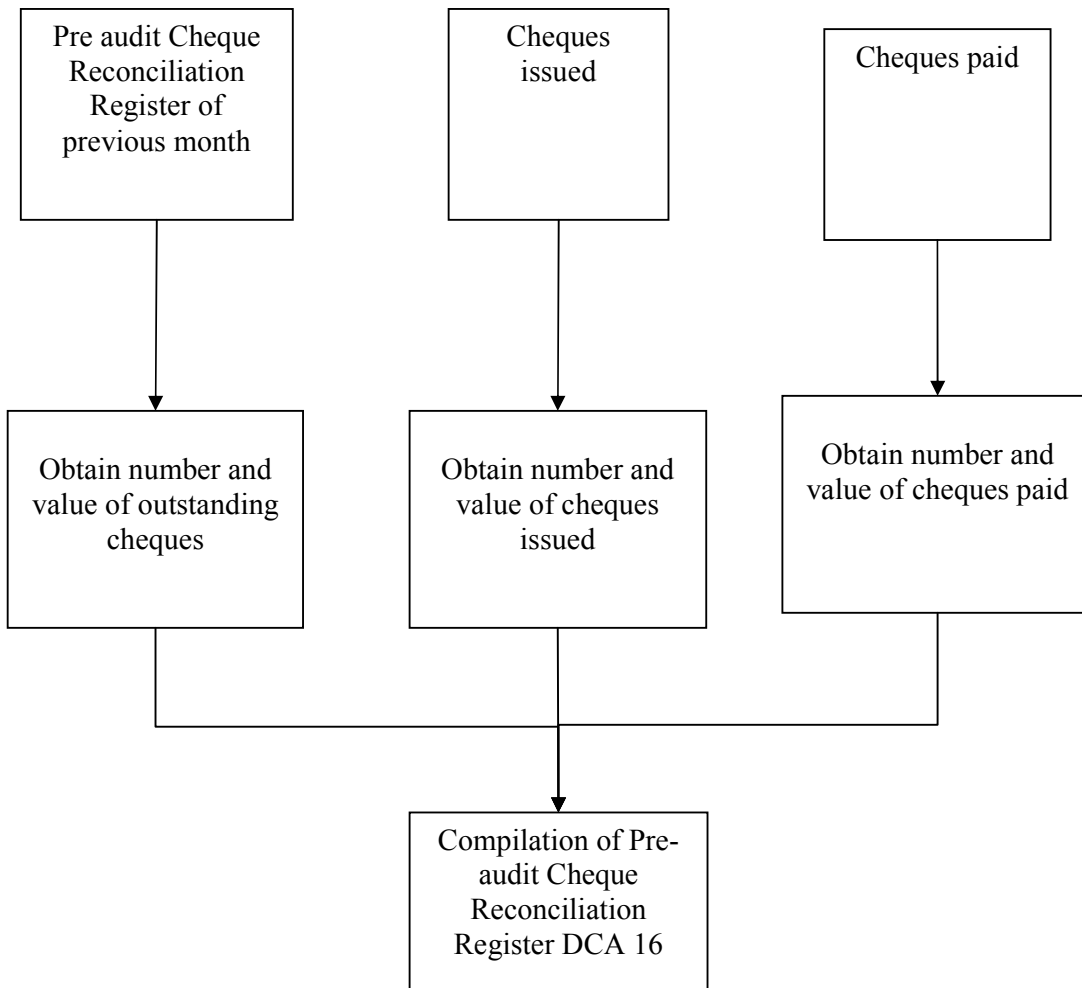 Pre audit Cheque
Reconciliation
Register of
previous month
Cheques
issued
Cheques paid
Obtain number and
value of outstanding
cheques
Obtain number and
value of cheques
issued
Obtain number and
value of cheques paid
Compilation of Pre-
audit Cheque
Reconciliation
Register DCA 16